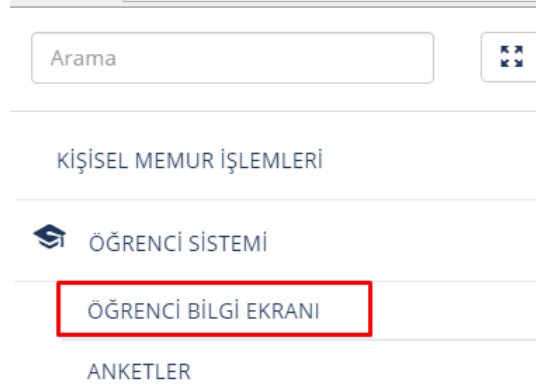 Arama
KİŞİSEL MEMUR İŞLEMLERİ
ÖĞRENCİ SİSTEMİ
ÖĞRENCİ BİLGİ EKRANI
ANKETLER